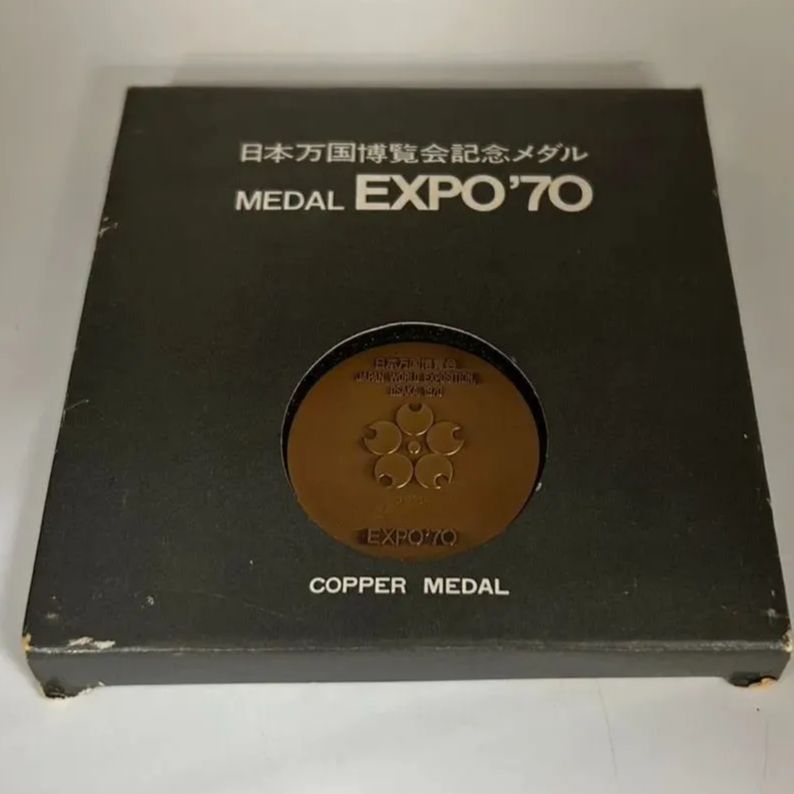 日本万国博覧会記念メダル
MEDAL EXPO'70
日本万国博覧会
JAPAN WORLD EXPOSITION,
OSAKA, 1970
EXPO'70
COPPER MEDAL